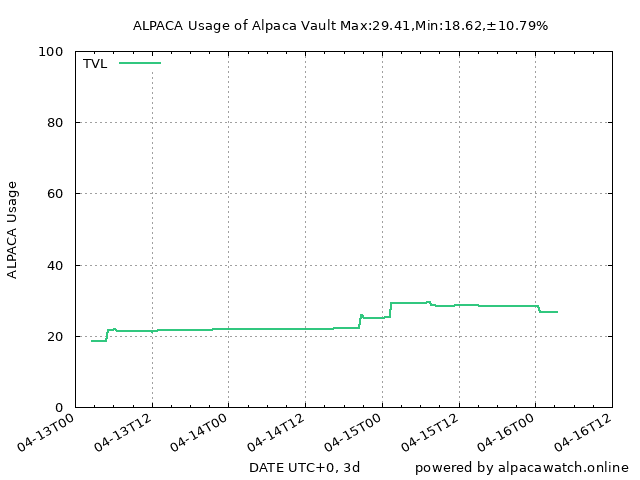 ALPACA Usage of Alpaca Vault Max:29.41,Min:18.62,±10.79%
100
TVL
80
60
ALPACA Usage
40
20
0
04-13T00
04-13T12
04-14T00
04-14T12
04-15T00
04-15T12
04-16T00
04-16T12
DATE UTC+0, 3d
powered by alpacawatch.online